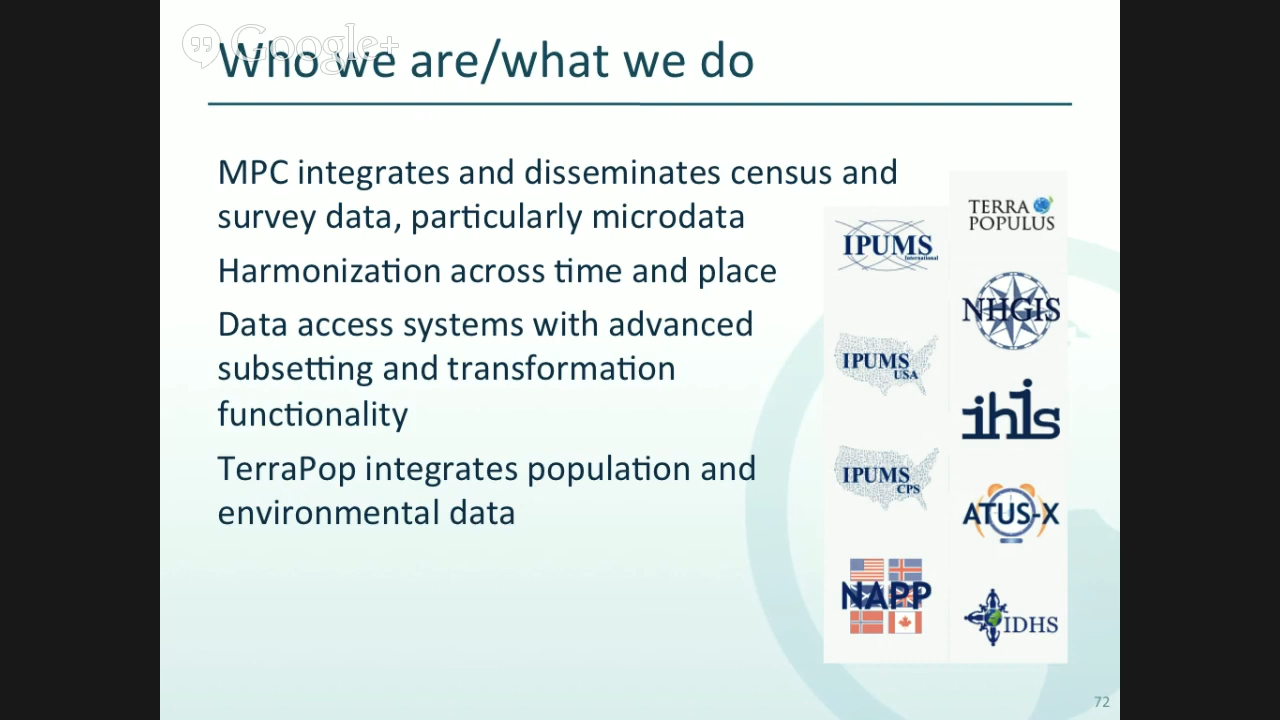 Google+
Who we are/what we do
MPC integrates and disseminates census and
survey data, particularly microdata
Harmonization across time and place
Data access systems with advanced
subsetting and transformation
functionality
TerraPop integrates population and
environmental data
IPUMS
International
IPUMS
USA
IPUMS
CPS
NAPP
TERRA
POPULUS
NHGIS
ihis
ATUS-X
IDHS
72